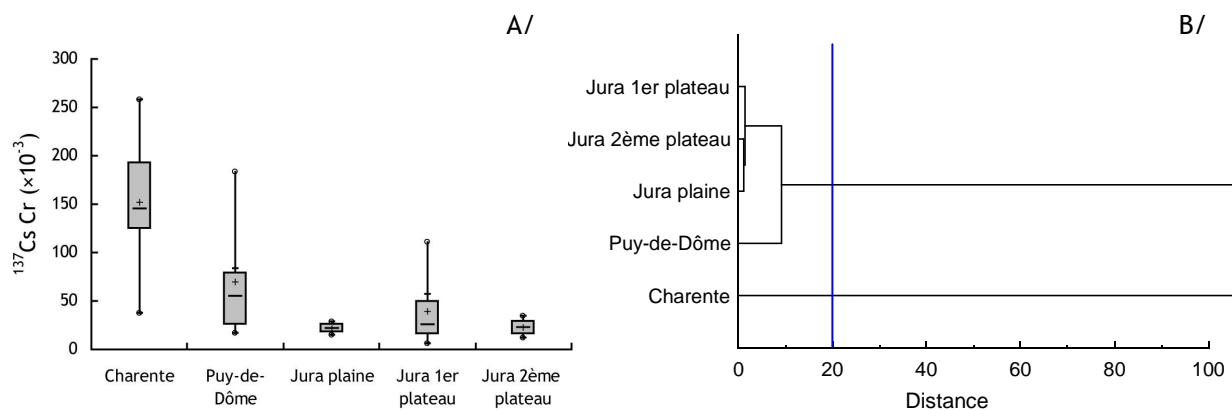 A/
300
250
200
150
100
50
0
¹³⁷Cs Cr (×10⁻³)
Charente
Puy-de-
Dôme
Jura plaine
Jura 1er
plateau
Jura 2ème
plateau
B/
Jura 1er plateau
Jura 2ème plateau
Jura plaine
Puy-de-Dôme
Charente
0 20 40 60 80 100
Distance